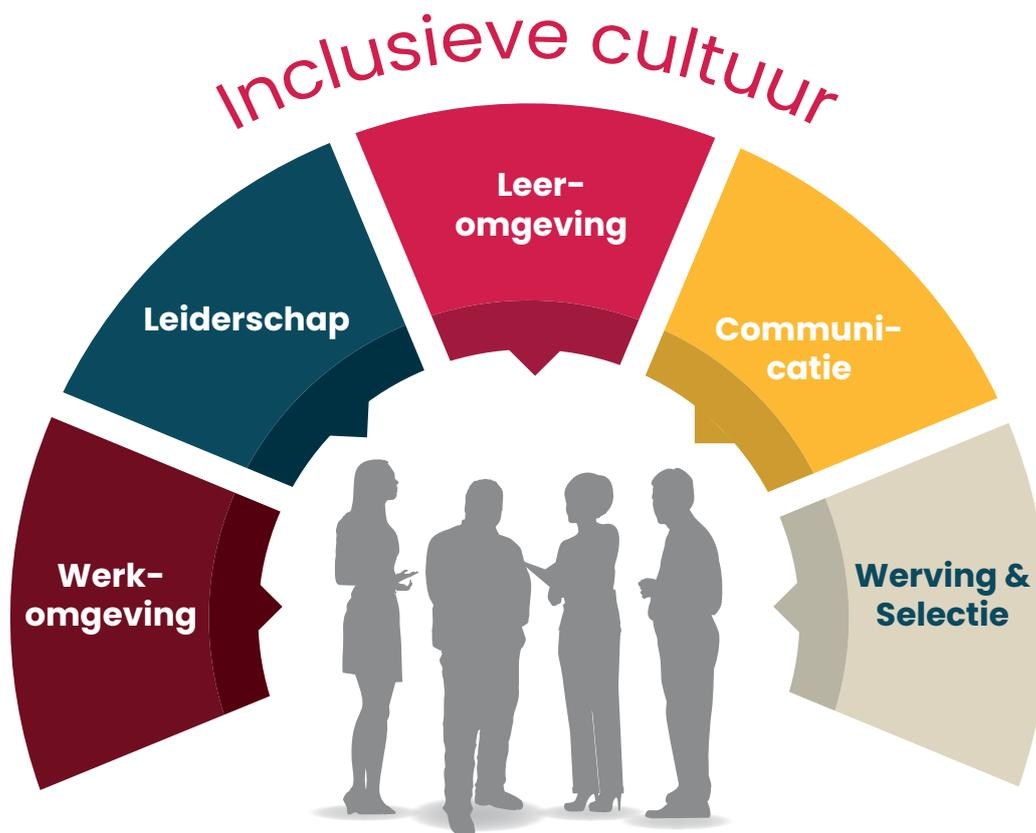 Inclusieve cultuur
Leer-
omgeving
Leiderschap
Communi-
catie
Werk-
omgeving
Werving &
Selectie